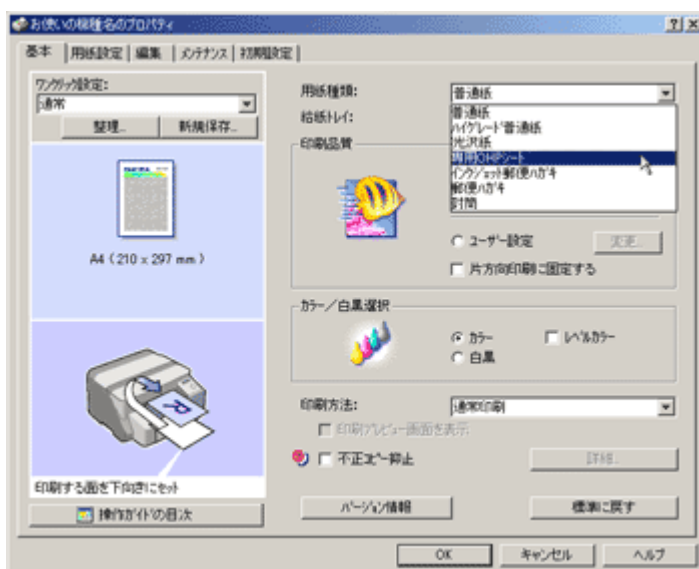 お使いの機種名のプロパティ
基本
用紙設定
編集
メンテナンス
初期設定
ワンクリック設定:
通常
整理...
新規保存...
A4 (210 x 297 mm)
印刷する面を下向きにセット
操作ガイドの目次
用紙種類:
普通紙
普通紙
ハイグレード普通紙
光沢紙
専用OHPシート
インクジェット郵便ハガキ
郵便ハガキ
封筒
給紙トレイ:
印刷品質
ユーザー設定
変更...
片方向印刷に固定する
カラー/白黒選択
カラー
レベルカラー
白黒
印刷方法:
通常印刷
印刷プレビュー画面を表示
不正コピー抑止
詳細...
バージョン情報
標準に戻す
OK
キャンセル
ヘルプ